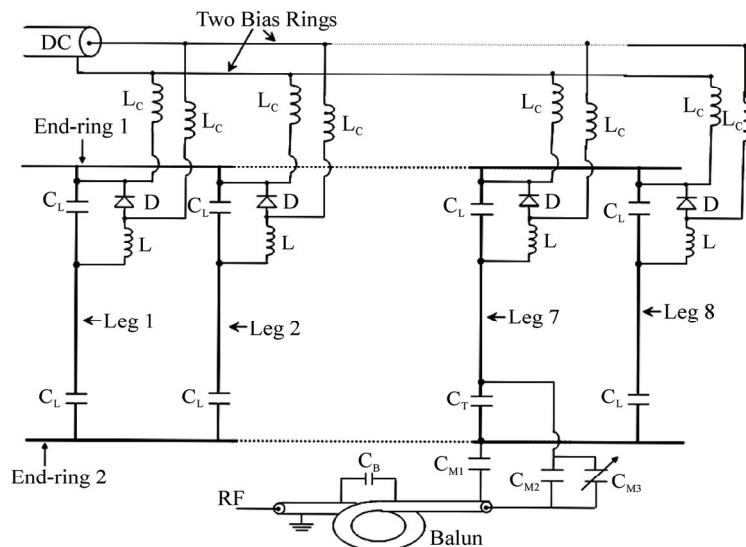 Two Bias Rings
DC
L_C L_C L_C L_C L_C L_C L_C L_C
End-ring 1
C_L D C_L D C_L D C_L D
L L L L
Leg 1 Leg 2 Leg 7 Leg 8
C_L C_L C_T C_L
End-ring 2
C_B C_M1 C_M2 C_M3
RF
Balun